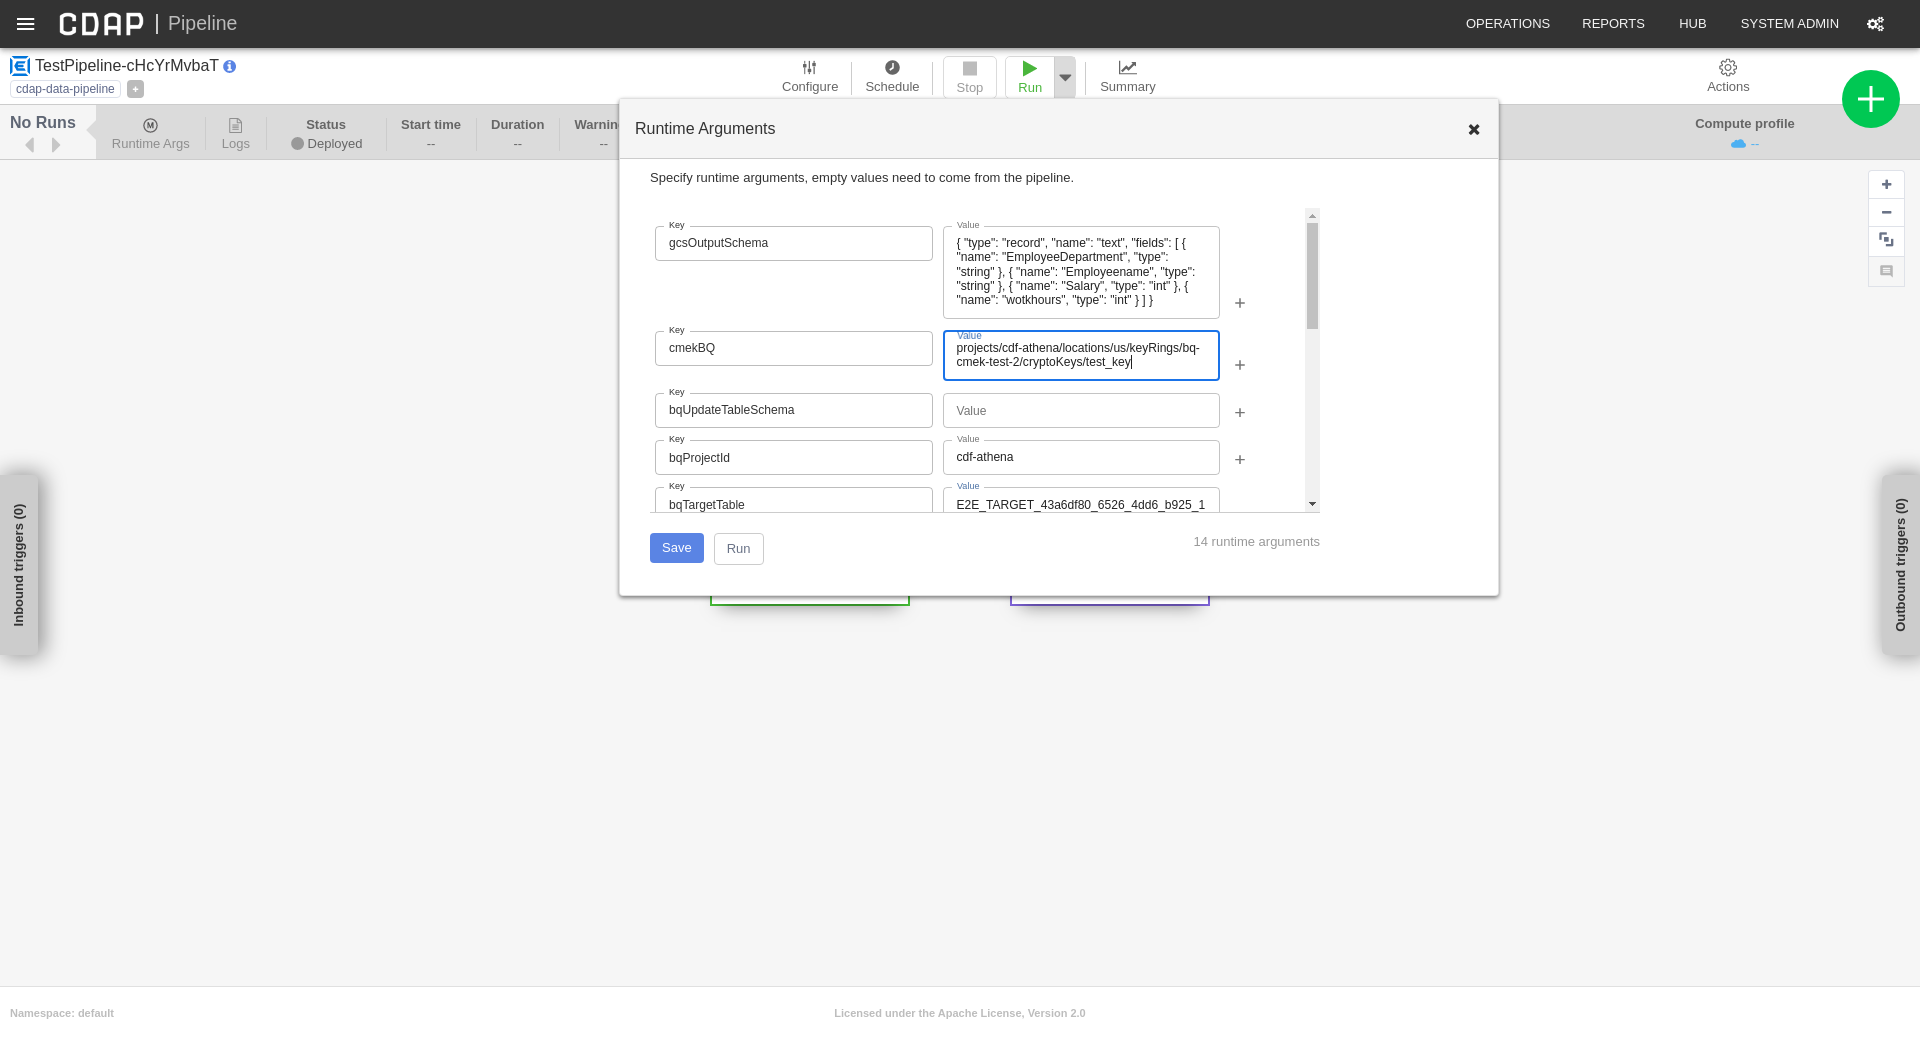 CDAP | Pipeline
OPERATIONS
REPORTS
HUB
SYSTEM ADMIN
TestPipeline-cHcYrMvbaT
cdap-data-pipeline
+
Configure
Schedule
Stop
Run
Summary
Actions
No Runs
Runtime Args
Logs
Status
Deployed
Start time
--
Duration
--
Warnin
--
Compute profile
--
Runtime Arguments
Specify runtime arguments, empty values need to come from the pipeline.
Key
gcsOutputSchema
Value
{ "type": "record", "name": "text", "fields": [ {
"name": "EmployeeDepartment", "type":
"string" }, { "name": "Employeename", "type":
"string" }, { "name": "Salary", "type": "int" }, {
"name": "wotkhours", "type": "int" } ] }
Key
cmekBQ
Value
projects/cdf-athena/locations/us/keyRings/bq-
cmek-test-2/cryptoKeys/test_key
Key
bqUpdateTableSchema
Value
Key
bqProjectId
Value
cdf-athena
Key
bqTargetTable
Value
E2E_TARGET_43a6df80_6526_4dd6_b925_1
Save
Run
14 runtime arguments
Inbound triggers (0)
Outbound triggers (0)
Namespace: default
Licensed under the Apache License, Version 2.0